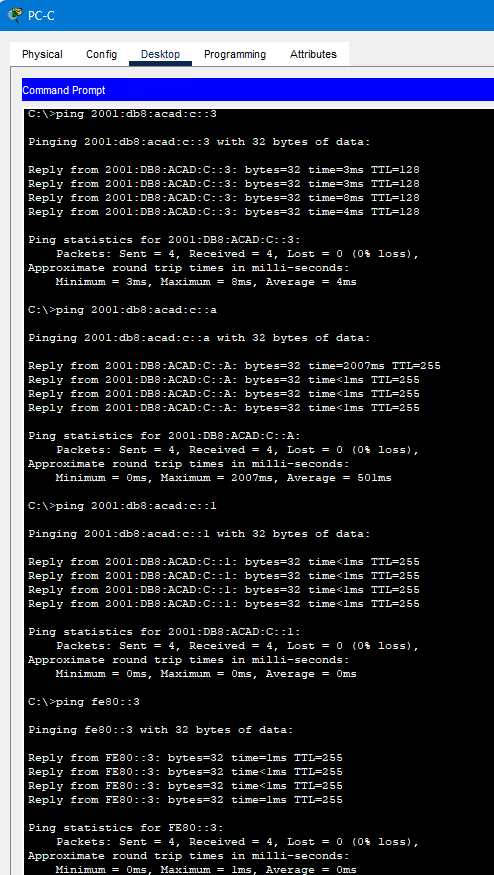 PC-C
Physical Config Desktop Programming Attributes
Command Prompt
C:\>ping 2001:db8:acad:c::3
Pinging 2001:db8:acad:c::3 with 32 bytes of data:
Reply from 2001:DB8:ACAD:C::3: bytes=32 time=3ms TTL=128
Reply from 2001:DB8:ACAD:C::3: bytes=32 time=3ms TTL=128
Reply from 2001:DB8:ACAD:C::3: bytes=32 time=8ms TTL=128
Reply from 2001:DB8:ACAD:C::3: bytes=32 time=4ms TTL=128
Ping statistics for 2001:DB8:ACAD:C::3:
Packets: Sent = 4, Received = 4, Lost = 0 (0% loss),
Approximate round trip times in milli-seconds:
Minimum = 3ms, Maximum = 8ms, Average = 4ms
C:\>ping 2001:db8:acad:c::a
Pinging 2001:db8:acad:c::a with 32 bytes of data:
Reply from 2001:DB8:ACAD:C::A: bytes=32 time=2007ms TTL=255
Reply from 2001:DB8:ACAD:C::A: bytes=32 time<1ms TTL=255
Reply from 2001:DB8:ACAD:C::A: bytes=32 time<1ms TTL=255
Reply from 2001:DB8:ACAD:C::A: bytes=32 time<1ms TTL=255
Ping statistics for 2001:DB8:ACAD:C::A:
Packets: Sent = 4, Received = 4, Lost = 0 (0% loss),
Approximate round trip times in milli-seconds:
Minimum = 0ms, Maximum = 2007ms, Average = 501ms
C:\>ping 2001:db8:acad:c::1
Pinging 2001:db8:acad:c::1 with 32 bytes of data:
Reply from 2001:DB8:ACAD:C::1: bytes=32 time<1ms TTL=255
Reply from 2001:DB8:ACAD:C::1: bytes=32 time<1ms TTL=255
Reply from 2001:DB8:ACAD:C::1: bytes=32 time<1ms TTL=255
Reply from 2001:DB8:ACAD:C::1: bytes=32 time<1ms TTL=255
Ping statistics for 2001:DB8:ACAD:C::1:
Packets: Sent = 4, Received = 4, Lost = 0 (0% loss),
Approximate round trip times in milli-seconds:
Minimum = 0ms, Maximum = 0ms, Average = 0ms
C:\>ping fe80::3
Pinging fe80::3 with 32 bytes of data:
Reply from FE80::3: bytes=32 time=1ms TTL=255
Reply from FE80::3: bytes=32 time<1ms TTL=255
Reply from FE80::3: bytes=32 time<1ms TTL=255
Reply from FE80::3: bytes=32 time=1ms TTL=255
Ping statistics for FE80::3:
Packets: Sent = 4, Received = 4, Lost = 0 (0% loss),
Approximate round trip times in milli-seconds:
Minimum = 0ms, Maximum = 1ms, Average = 0ms